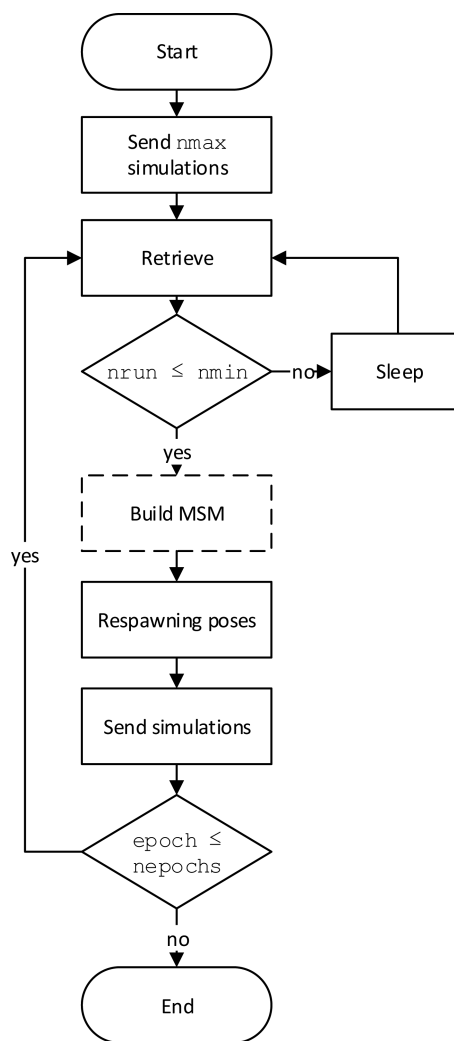 Start
Send nmax
simulations
Retrieve
nrun ≤ nmin
no
Sleep
yes
Build MSM
yes
Respawning poses
Send simulations
epoch ≤
nepochs
no
End